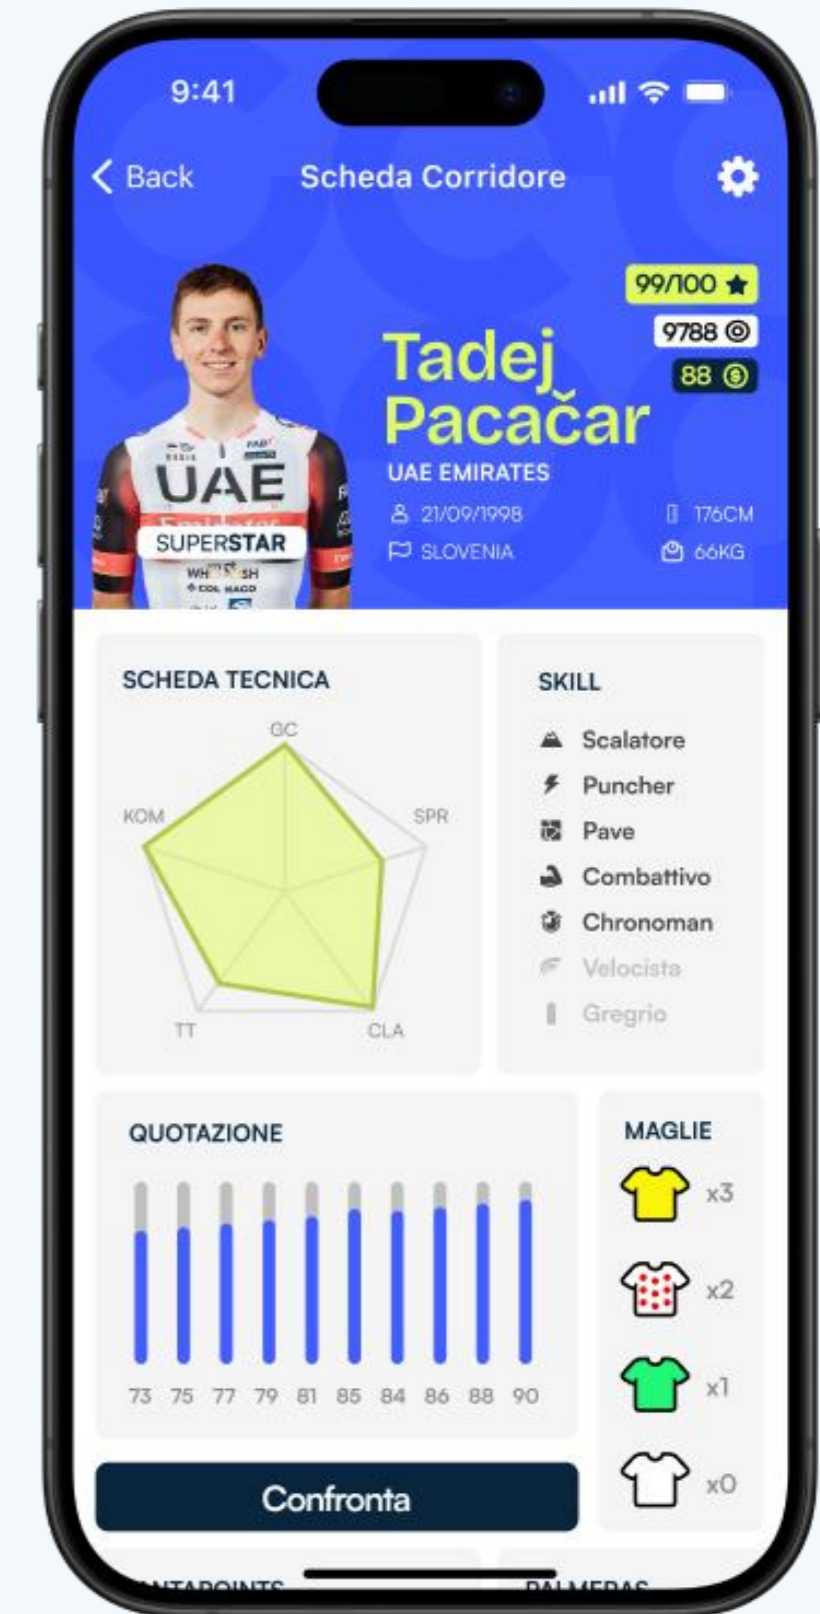 9:41
Back
Scheda Corridore
99/100
9788
88
Tadej
Pacačar
UAE EMIRATES
21/09/1998
176CM
SLOVENIA
66KG
UAE
SUPERSTAR
SCHEDA TECNICA
GC
KOM
SPR
TT
CLA
SKILL
Scalatore
Puncher
Pave
Combattivo
Chronoman
Velocista
Gregrio
QUOTAZIONE
73 75 77 79 81 85 84 86 88 90
MAGLIE
x3
x2
x1
x0
Confronta